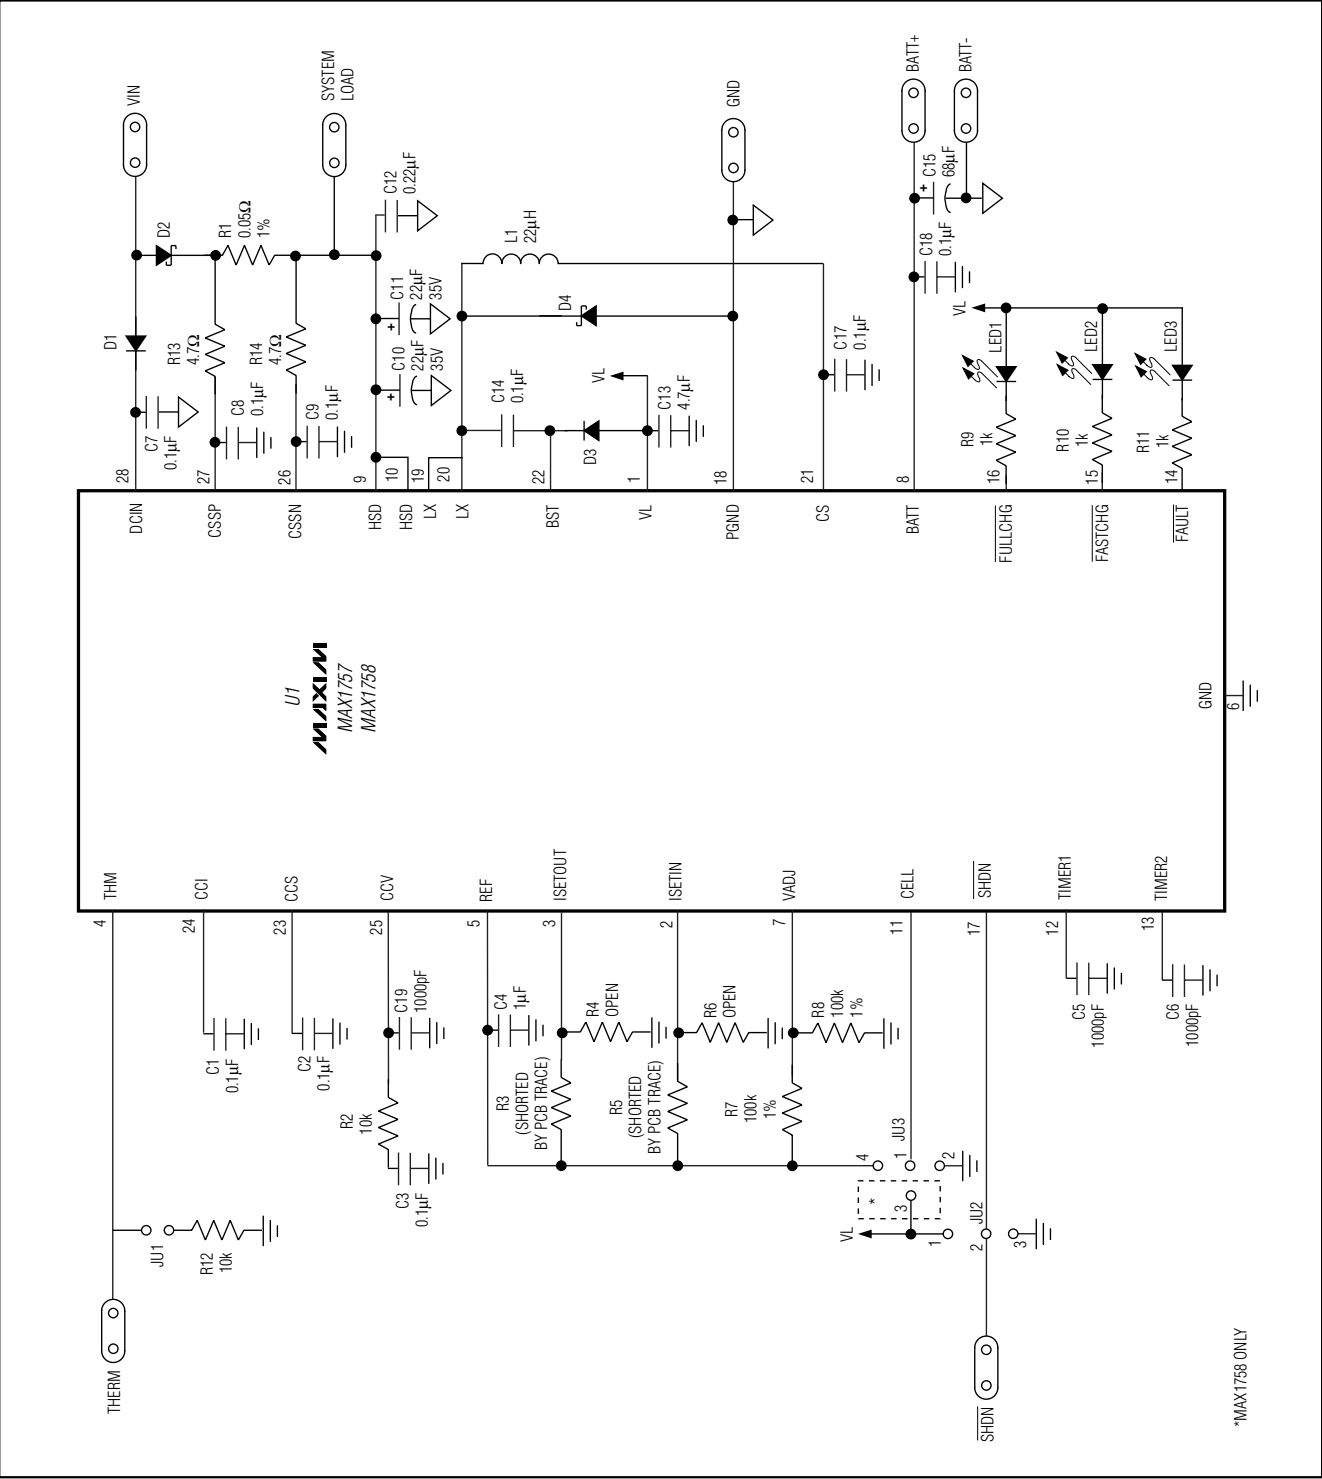 THERM
JU1
R12
10k
4
THM
C1
0.1µF
24
CCI
C2
0.1µF
23
CCS
C3
0.1µF
R2
10k
C19
1000pF
25
CCV
C4
1µF
5
REF
R3
(SHORTED
BY PCB TRACE)
R4
OPEN
3
ISETOUT
R5
(SHORTED
BY PCB TRACE)
R6
OPEN
2
ISETIN
R7
100k
1%
R8
100k
1%
7
VADJ
VL
*
3
4
1
2
JU3
11
CELL
SHDN
1
2
3
JU2
17
SHDN
C5
1000pF
12
TIMER1
C6
1000pF
13
TIMER2
U1
MAXIM
MAX1757
MAX1758
GND
6
DCIN
28
C7
0.1µF
D1
VIN
D2
CSSP
27
C8
0.1µF
R13
4.7Ω
R1
0.05Ω
1%
CSSN
26
C9
0.1µF
R14
4.7Ω
SYSTEM
LOAD
HSD
9
HSD
10
C10
22µF
35V
C11
22µF
35V
C12
0.22µF
+
+
LX
19
LX
20
L1
22µH
C14
0.1µF
D4
BST
22
D3
VL
VL
1
C13
4.7µF
PGND
18
GND
CS
21
C17
0.1µF
BATT
8
C18
0.1µF
+
C15
68µF
BATT+
BATT-
VL
FULLCHG
16
R9
1k
LED1
FASTCHG
15
R10
1k
LED2
FAULT
14
R11
1k
LED3
*MAX1758 ONLY